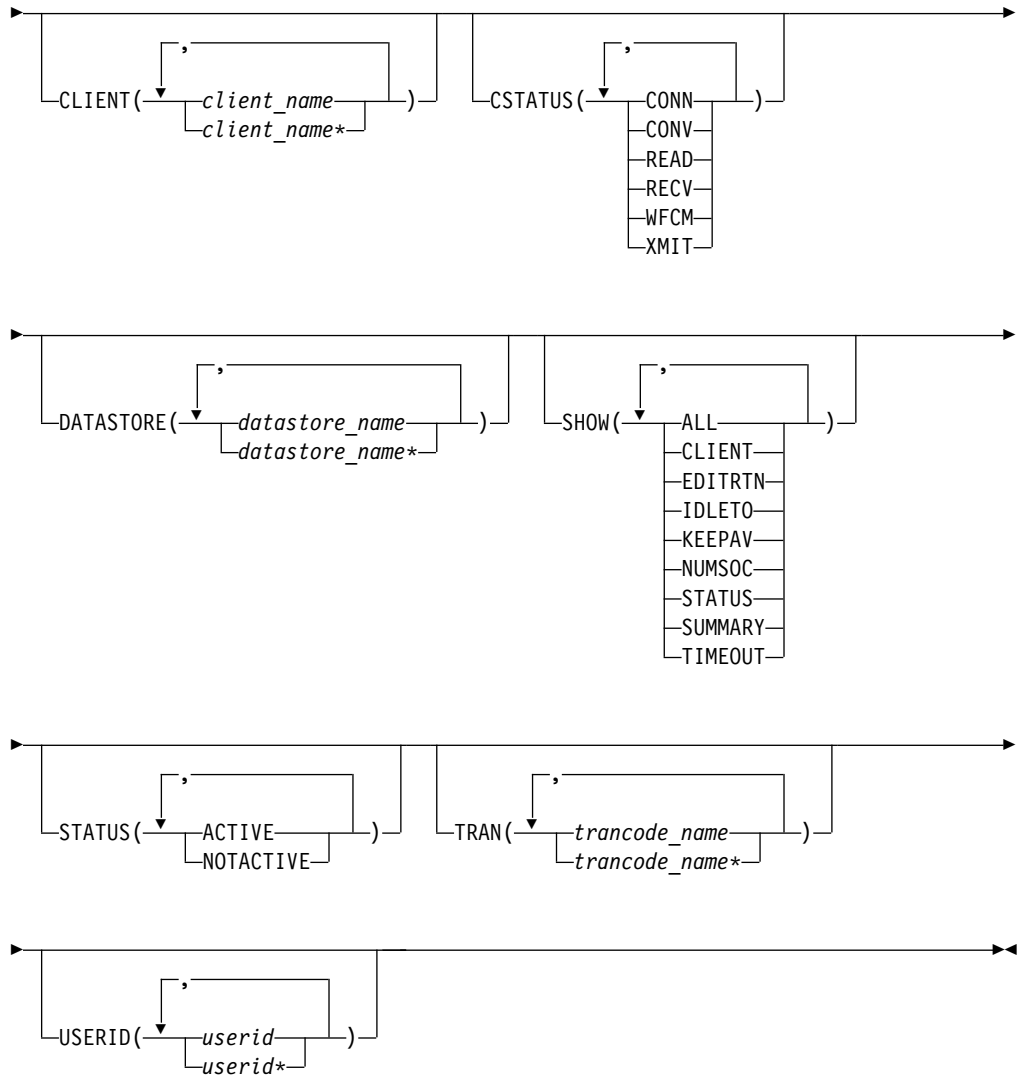 , ,
CLIENT( client_name ) CSTATUS( CONN )
client_name* CONV
READ
RECV
WFCM
XMIT
, ,
DATASTORE( datastore_name ) SHOW( ALL )
datastore_name* CLIENT
EDITRTN
IDLETO
KEEPAV
NUMSOC
STATUS
SUMMARY
TIMEOUT
, ,
STATUS( ACTIVE ) TRAN( trancode_name )
NOTACTIVE trancode_name*
,
USERID( userid )
userid*